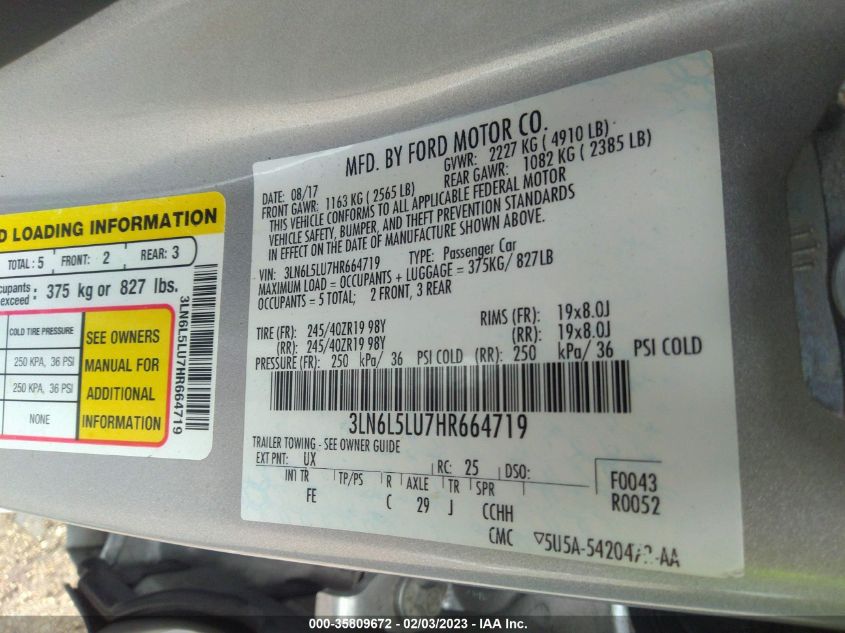 D LOADING INFORMATION
TOTAL: 5 FRONT: 2 REAR: 3
cupants
exceed: 375 kg or 827 lbs.
COLD TIRE PRESSURE
250 KPA, 36 PSI
250 KPA, 36 PSI
NONE
SEE OWNERS
MANUAL FOR
ADDITIONAL
INFORMATION
3LN6L5LU7HR664719
MFD. BY FORD MOTOR CO.
DATE: 08/17 GVWR: 2227 KG ( 4910 LB)
FRONT GAWR: 1163 KG ( 2565 LB) REAR GAWR: 1082 KG ( 2385 LB)
THIS VEHICLE CONFORMS TO ALL APPLICABLE FEDERAL MOTOR
VEHICLE SAFETY, BUMPER, AND THEFT PREVENTION STANDARDS
IN EFFECT ON THE DATE OF MANUFACTURE SHOWN ABOVE.
VIN: 3LN6L5LU7HR664719 TYPE: Passenger Car
MAXIMUM LOAD = OCCUPANTS + LUGGAGE = 375KG/ 827LB
OCCUPANTS = 5 TOTAL; 2 FRONT, 3 REAR
TIRE (FR): 245/40ZR19 98Y RIMS (FR): 19x8.0J
(RR): 245/40ZR19 98Y (RR): 19x8.0J
PRESSURE (FR): 250 kPa/ 36 PSI COLD (RR): 250 kPa/ 36 PSI COLD
3LN6L5LU7HR664719
TRAILER TOWING - SEE OWNER GUIDE
EXT PNT: UX RC: 25 DSO:
INT TR TP/PS R AXLE TR SPR
FE C 29 J CCHH
F0043
R0052
CMC
000-35809672 - 02/03/2023 - IAA Inc.